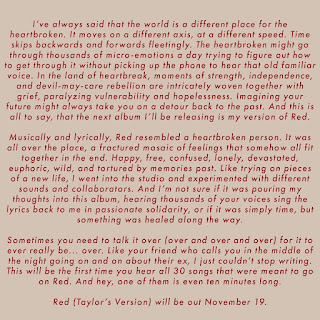 I've always said that the world is a different place for the
heartbroken. It moves on a different axis, at a different speed. Time
skips backwards and forwards fleetingly. The heartbroken might go
through thousands of micro-emotions a day trying to figure out how
to get through it without picking up the phone to hear that old familiar
voice. In the land of heartbreak, moments of strength, independence,
and devil-may-care rebellion are intricately woven together with
grief, paralyzing vulnerability and hopelessness. Imagining your
future might always take you on a detour back to the past. And this is
all to say, that the next album I'll be releasing is my version of Red.
Musically and lyrically, Red resembled a heartbroken person. It was
all over the place, a fractured mosaic of feelings that somehow all fit
together in the end. Happy, free, confused, lonely, devastated,
euphoric, wild, and tortured by memories past. Like trying on pieces
of a new life, I went into the studio and experimented with different
sounds and collaborators. And I'm not sure if it was pouring my
thoughts into this album, hearing thousands of your voices sing the
lyrics back to me in passionate solidarity, or if it was simply time, but
something was healed along the way.
Sometimes you need to talk it over (over and over and over) for it to
ever really be... over. Like your friend who calls you in the middle of
the night going on and on about their ex, I just couldn't stop writing.
This will be the first time you hear all 30 songs that were meant to go
on Red. And hey, one of them is even ten minutes long.
Red (Taylor's Version) will be out November 19.